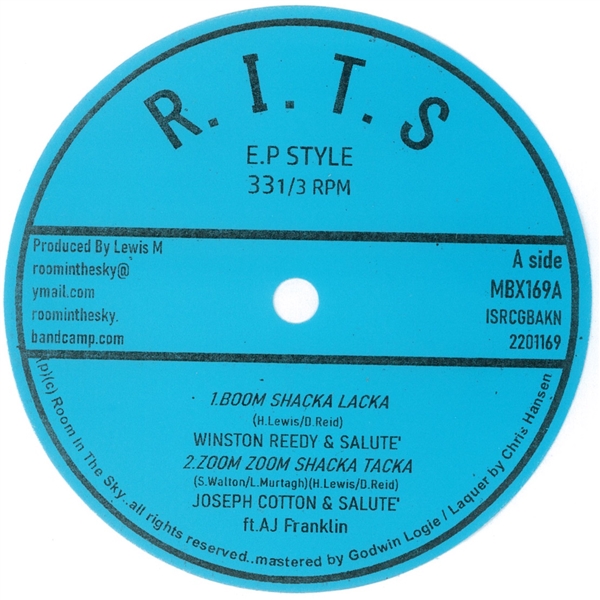 R. I. T. S
E.P STYLE
331/3 RPM
Produced By Lewis M
roominthesky@
ymail.com
roominthesky.
bandcamp.com
A side
MBX169A
ISRCGBAKN
2201169
1.BOOM SHACKA LACKA
(H.Lewis/D.Reid)
WINSTON REEDY & SALUTE'
2.ZOOM ZOOM SHACKA TACKA
(S.Walton/L.Murtagh)(H.Lewis/D.Reid)
JOSEPH COTTON & SALUTE'
ft.AJ Franklin
(p)(c) Room In The Sky..all rights reserved..mastered by Godwin Logie / Laquer by Chris Hansen